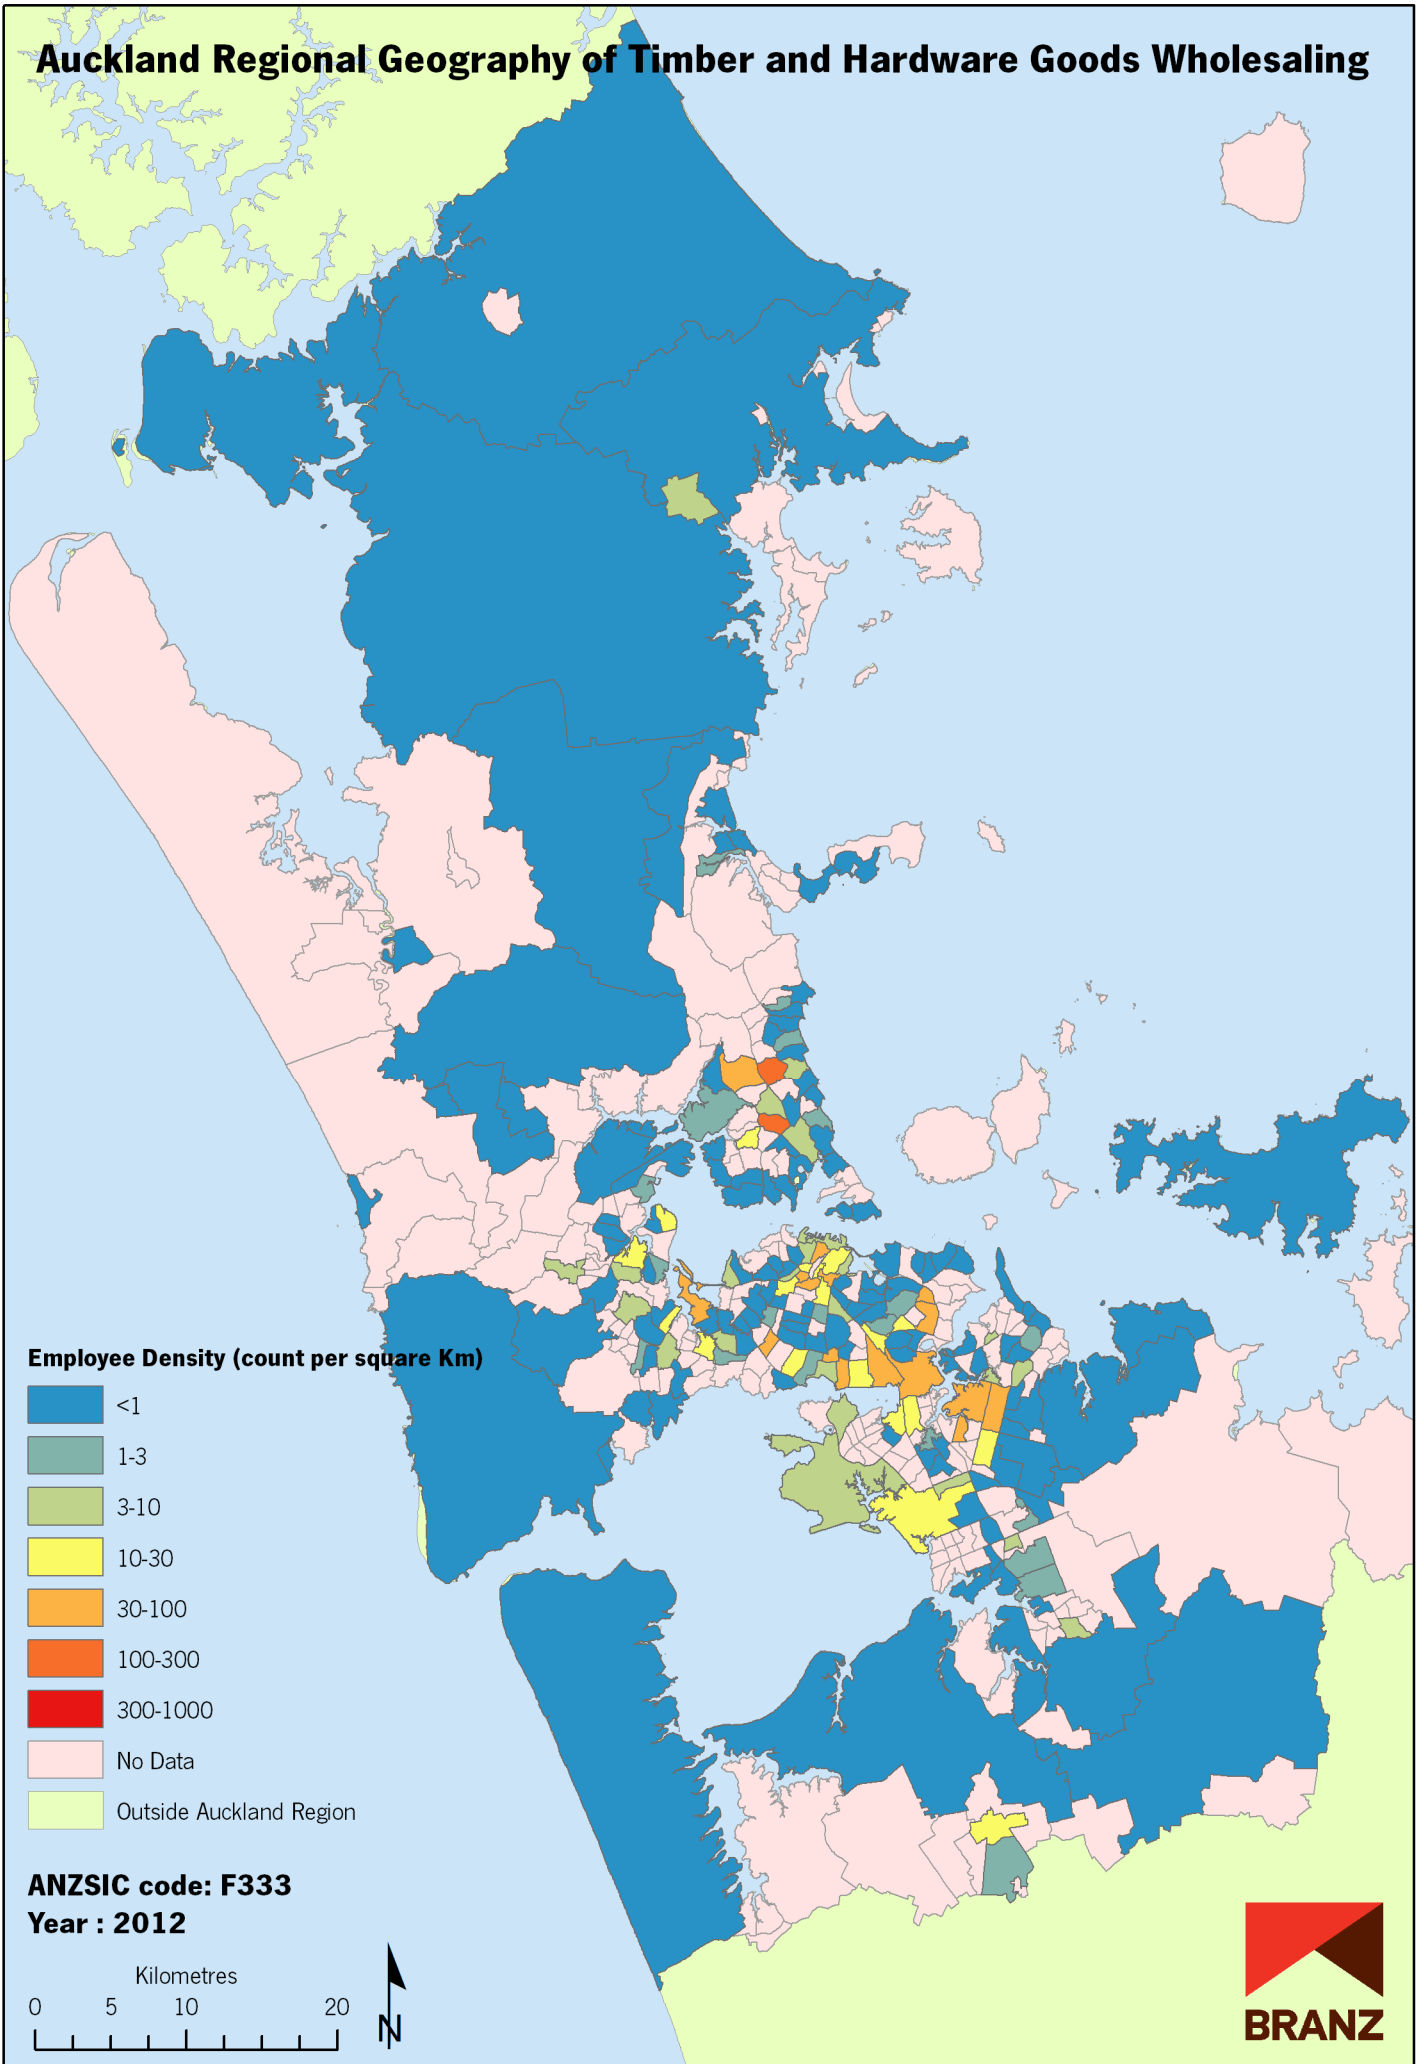 Auckland Regional Geography of Timber and Hardware Goods Wholesaling
Employee Density (count per square Km)
<1
1-3
3-10
10-30
30-100
100-300
300-1000
No Data
Outside Auckland Region
ANZSIC code: F333
Year : 2012
Kilometres
0 5 10 20
N
BRANZ